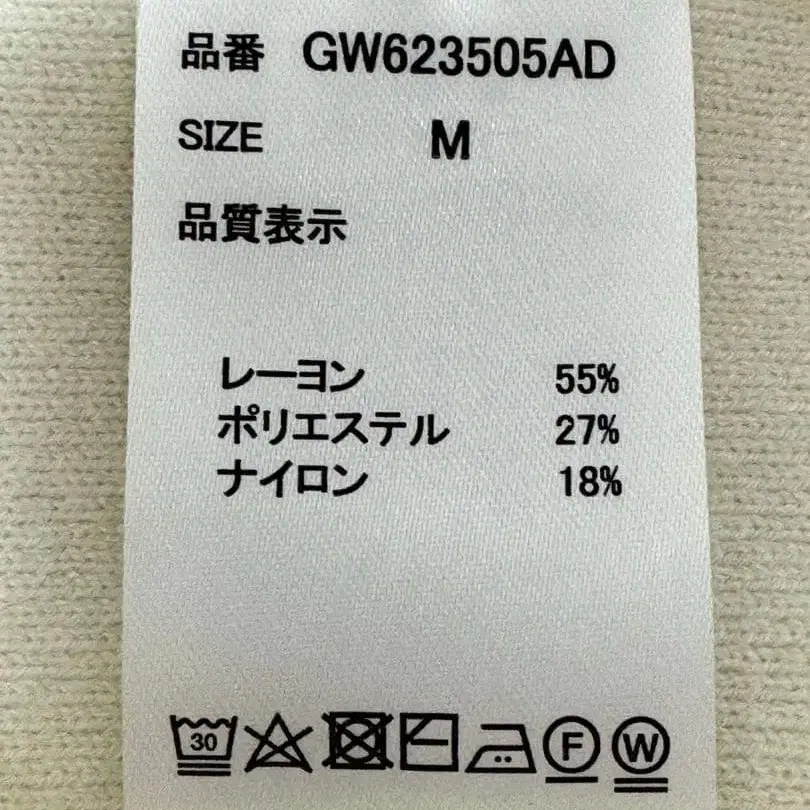 品番 GW623505AD
SIZE M
品質表示
レーヨン 55%
ポリエステル 27%
ナイロン 18%
30 F W